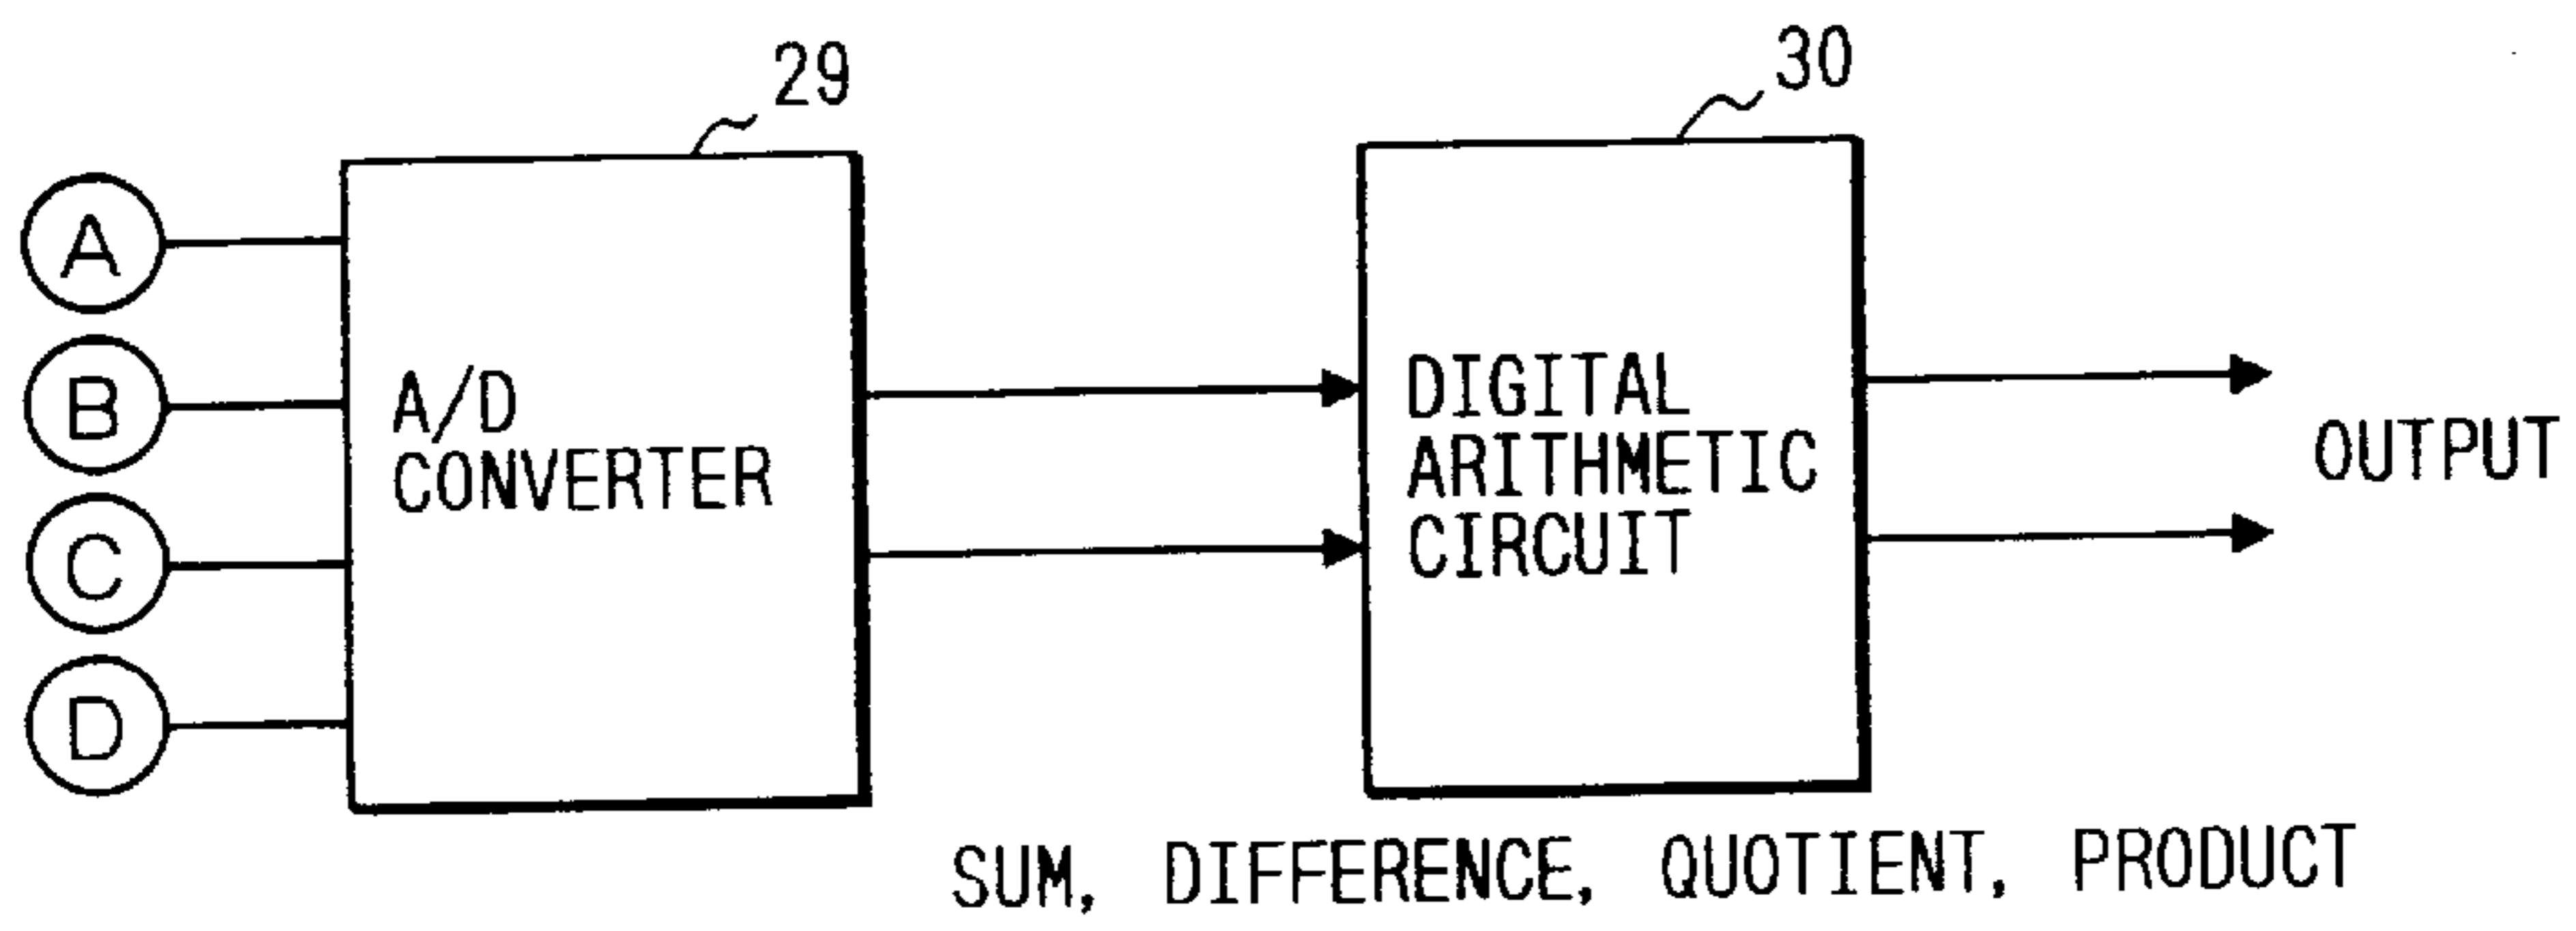 29
30
A
B
C
D
A/D
CONVERTER
DIGITAL
ARITHMETIC
CIRCUIT
OUTPUT
SUM, DIFFERENCE, QUOTIENT, PRODUCT